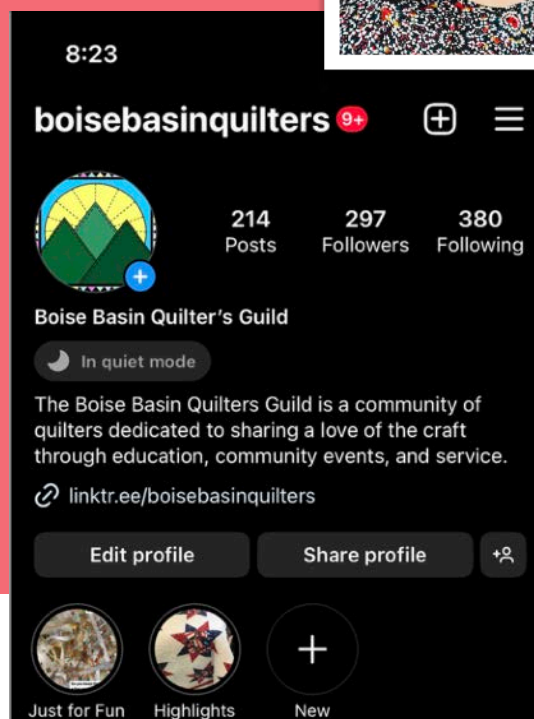 8:23
boisebasinquilters 9+
214 297 380
Posts Followers Following
Boise Basin Quilter's Guild
In quiet mode
The Boise Basin Quilters Guild is a community of
quilters dedicated to sharing a love of the craft
through education, community events, and service.
linktr.ee/boisebasinquilters
Edit profile Share profile
Just for Fun Highlights New